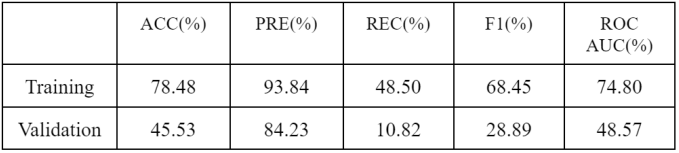 ACC(%) PRE(%) REC(%) F1(%) ROC AUC(%)
Training 78.48 93.84 48.50 68.45 74.80
Validation 45.53 84.23 10.82 28.89 48.57